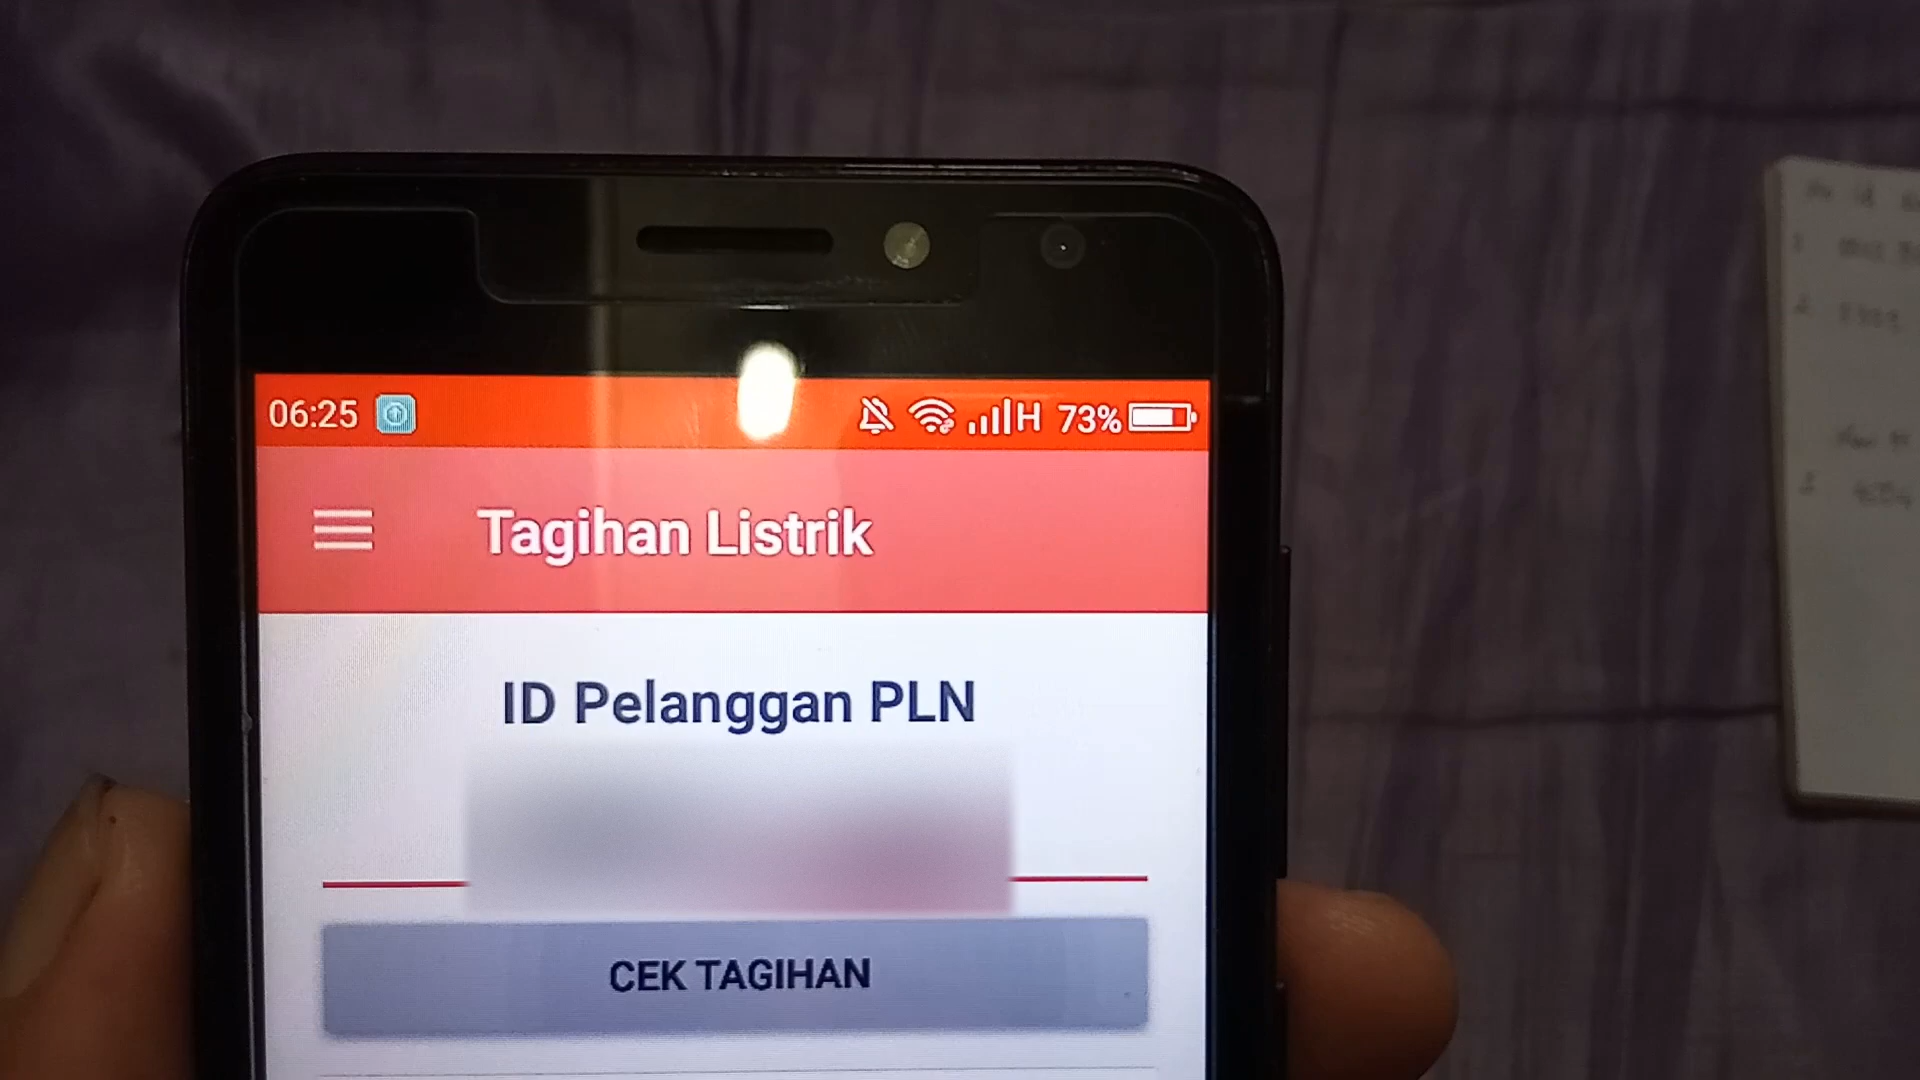 06:25 H 73%
Tagihan Listrik
ID Pelanggan PLN
CEK TAGIHAN